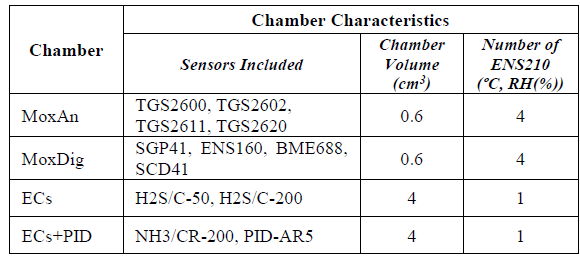 Chamber
Chamber Characteristics
Sensors Included
Chamber
Volume
(cm³)
Number of
ENS210
(ºC, RH(%))
MoxAn
TGS2600, TGS2602,
TGS2611, TGS2620
0.6
4
MoxDig
SGP41, ENS160, BME688,
SCD41
0.6
4
ECs
H2S/C-50, H2S/C-200
4
1
ECs+PID
NH3/CR-200, PID-AR5
4
1